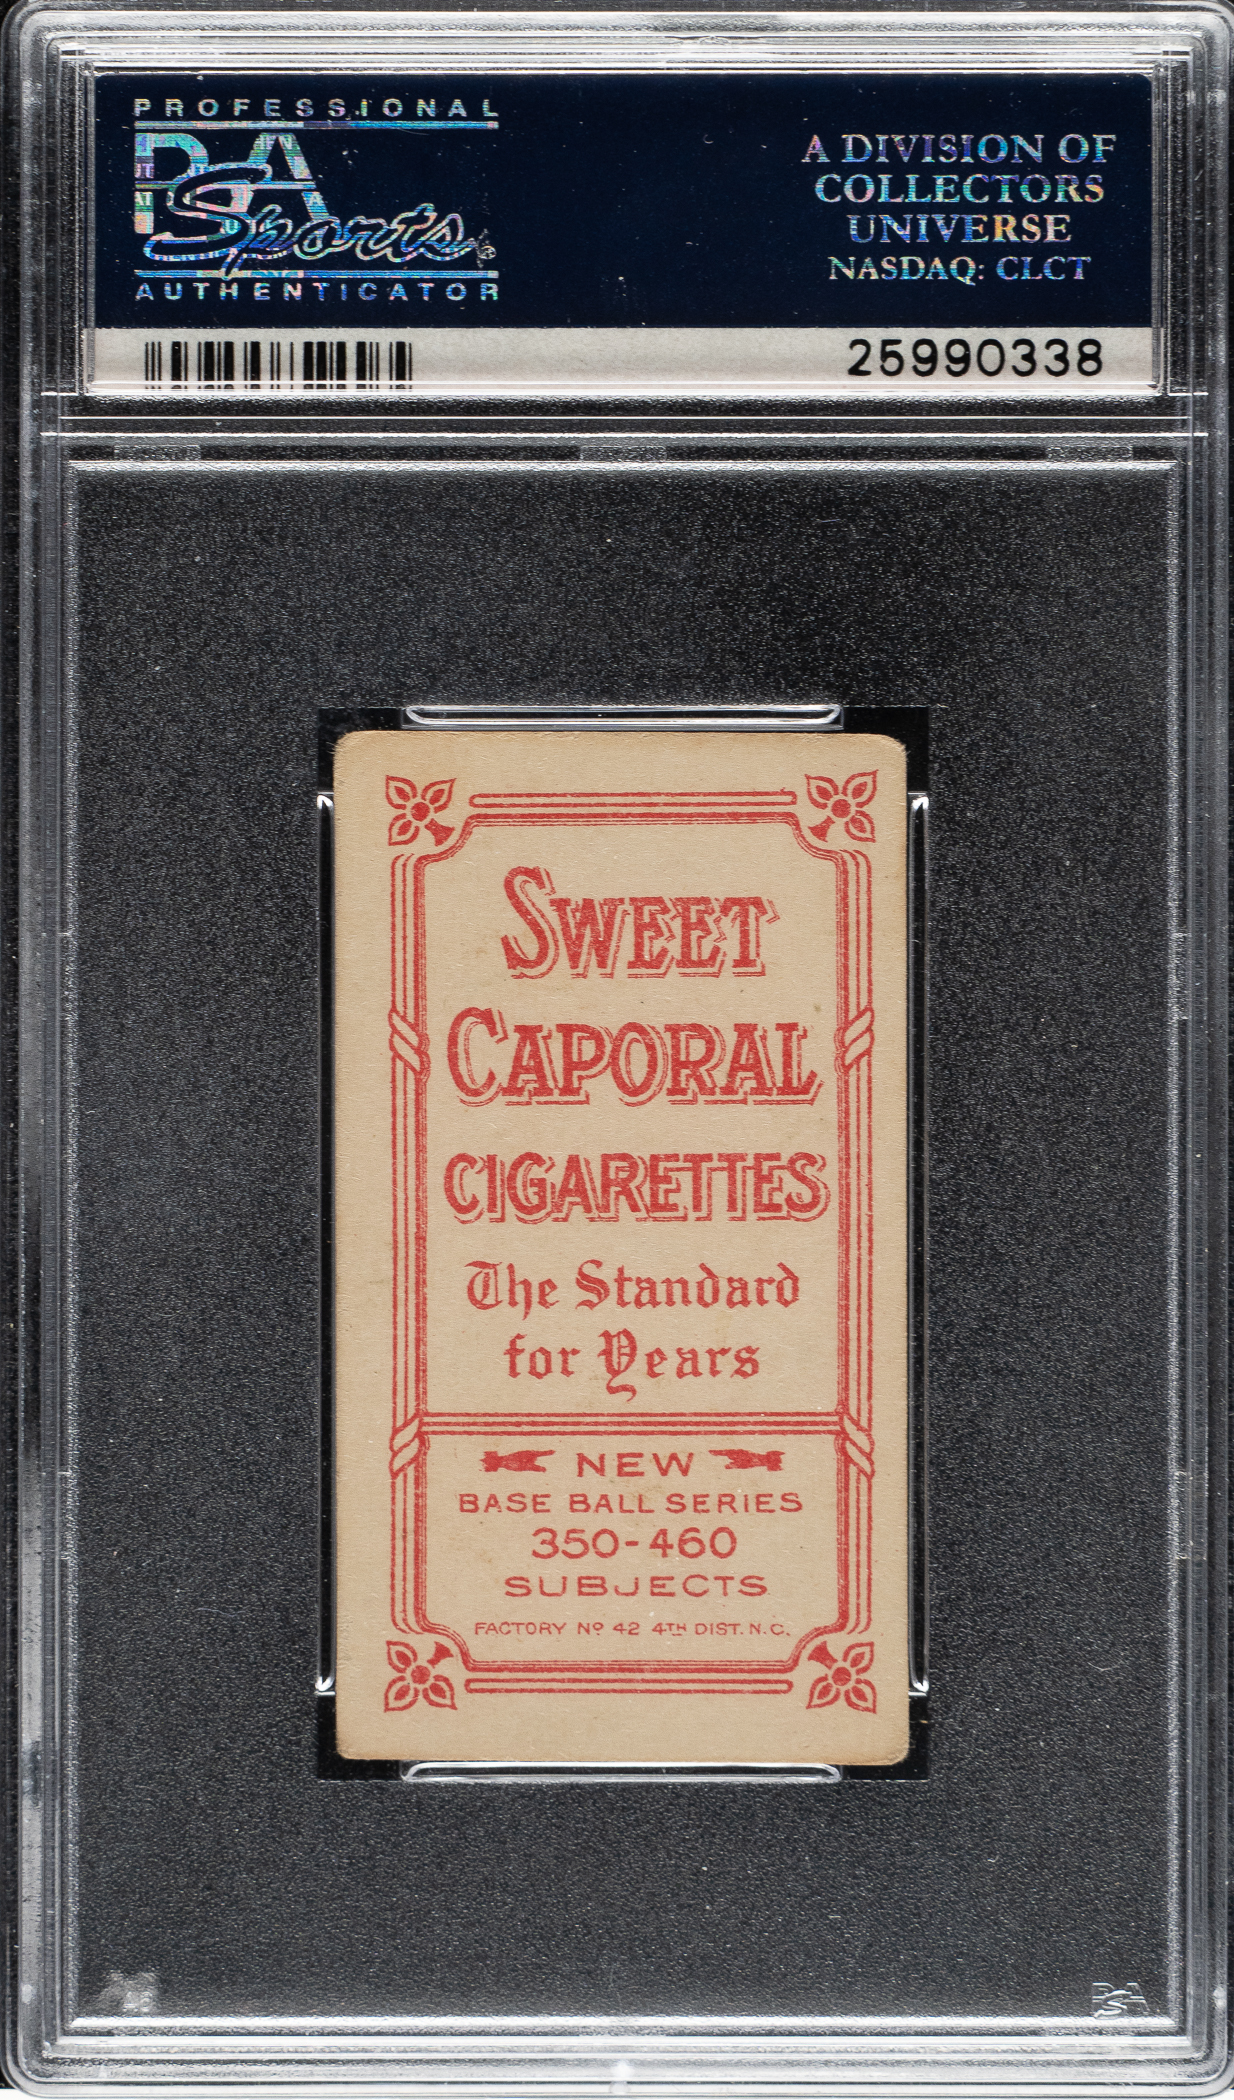 PROFESSIONAL
PSA
Sports
AUTHENTICATOR
A DIVISION OF
COLLECTORS
UNIVERSE
NASDAQ: CLCT
25990338
SWEET
CAPORAL
CIGARETTES
The Standard
for Years
NEW
BASE BALL SERIES
350-460
SUBJECTS
FACTORY Nº 42 4TH DIST. N.C.
PSA